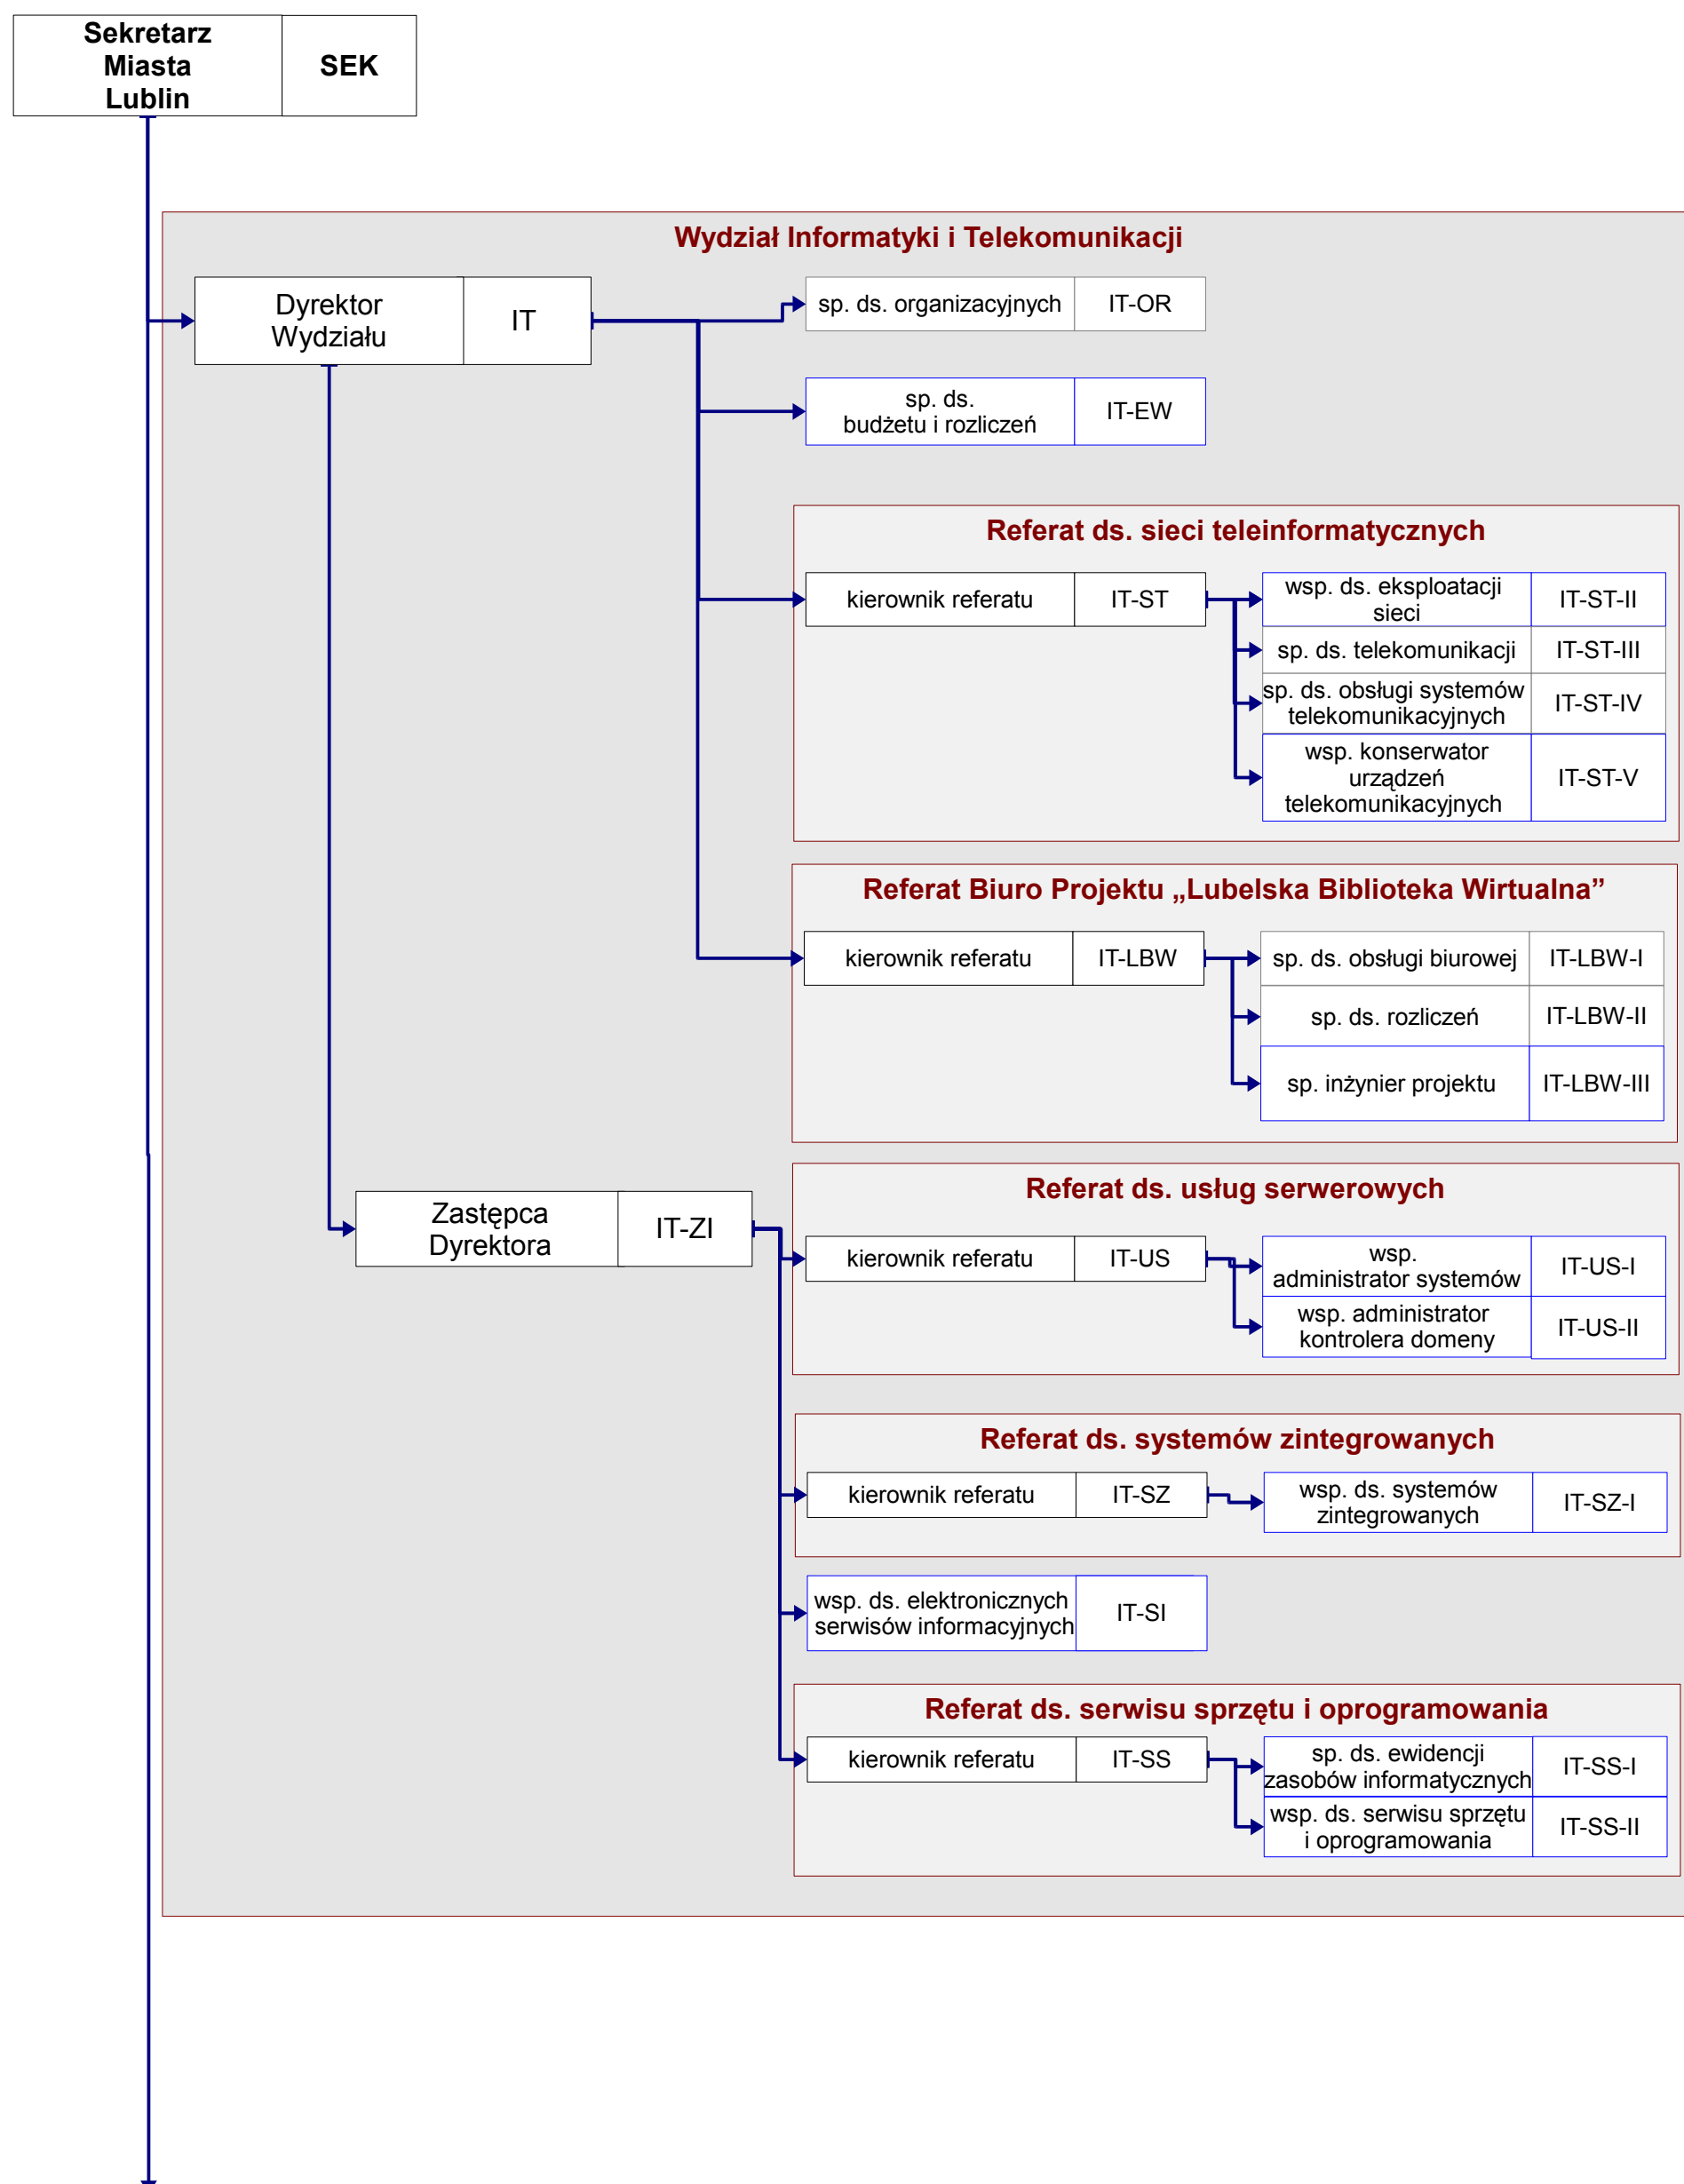 Sekretarz
Miasta
Lublin
SEK
Wydział Informatyki i Telekomunikacji
Dyrektor
Wydziału
IT
sp. ds. organizacyjnych
IT-OR
sp. ds.
budżetu i rozliczeń
IT-EW
Referat ds. sieci teleinformatycznych
kierownik referatu
IT-ST
wsp. ds. eksploatacji
sieci
IT-ST-II
sp. ds. telekomunikacji
IT-ST-III
sp. ds. obsługi systemów
telekomunikacyjnych
IT-ST-IV
wsp. konserwator
urządzeń
telekomunikacyjnych
IT-ST-V
Referat Biuro Projektu „Lubelska Biblioteka Wirtualna”
kierownik referatu
IT-LBW
sp. ds. obsługi biurowej
IT-LBW-I
sp. ds. rozliczeń
IT-LBW-II
sp. inżynier projektu
IT-LBW-III
Zastępca
Dyrektora
IT-ZI
Referat ds. usług serwerowych
kierownik referatu
IT-US
wsp.
administrator systemów
IT-US-I
wsp. administrator
kontrolera domeny
IT-US-II
Referat ds. systemów zintegrowanych
kierownik referatu
IT-SZ
wsp. ds. systemów
zintegrowanych
IT-SZ-I
wsp. ds. elektronicznych
serwisów informacyjnych
IT-SI
Referat ds. serwisu sprzętu i oprogramowania
kierownik referatu
IT-SS
sp. ds. ewidencji
zasobów informatycznych
IT-SS-I
wsp. ds. serwisu sprzętu
i oprogramowania
IT-SS-II